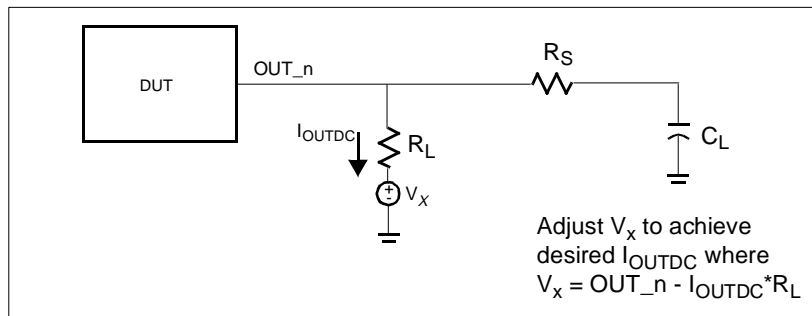 DUT
OUT_n
R_S
I_OUTDC
R_L
C_L
+
-
V_X
Adjust V_x to achieve
desired I_OUTDC where
V_x = OUT_n - I_OUTDC*R_L